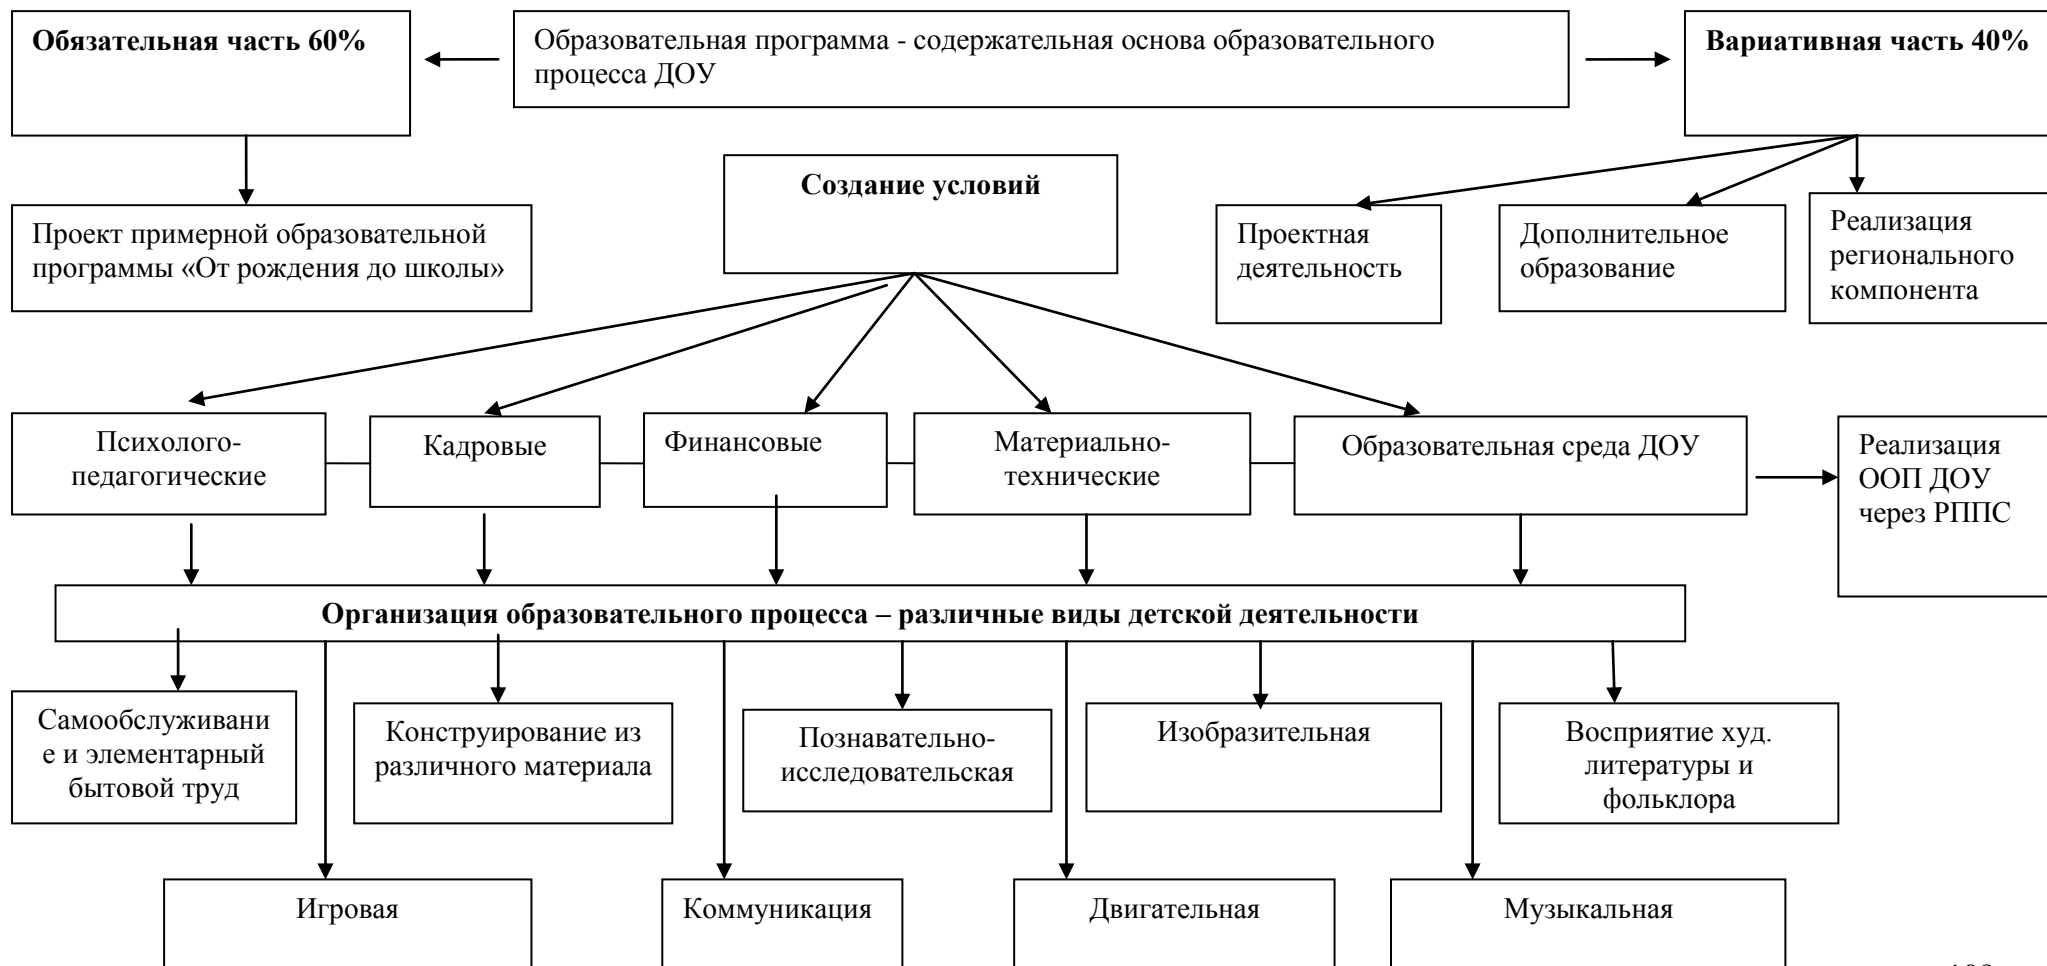 Обязательная часть 60%
Образовательная программа - содержательная основа образовательного
процесса ДОУ
Вариативная часть 40%
Создание условий
Проект примерной образовательной
программы «От рождения до школы»
Проектная
деятельность
Дополнительное
образование
Реализация
регионального
компонента
Психолого-
педагогические
Кадровые
Финансовые
Материально-
технические
Образовательная среда ДОУ
Реализация
ООП ДОУ
через РППС
Организация образовательного процесса – различные виды детской деятельности
Самообслуживани
е и элементарный
бытовой труд
Конструирование из
различного материала
Познавательно-
исследовательская
Изобразительная
Восприятие худ.
литературы и
фольклора
Игровая
Коммуникация
Двигательная
Музыкальная